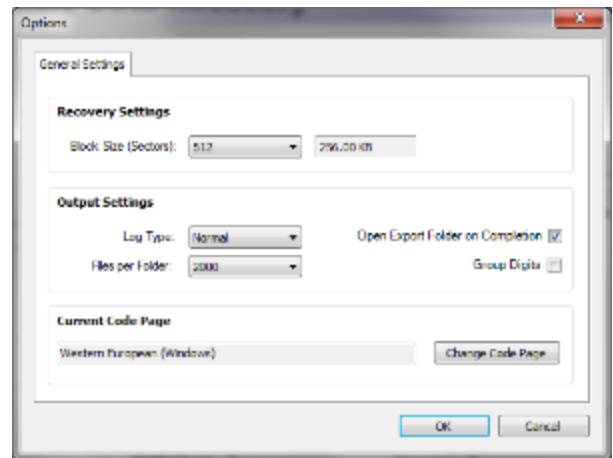 Options
General Settings
Recovery Settings
Block Size (Sectors): 512 256.00 KB
Output Settings
Log Type: Normal Open Export Folder on Completion
Files per Folder: 2000 Group Digits
Current Code Page
Western European (Windows) Change Code Page
OK Cancel